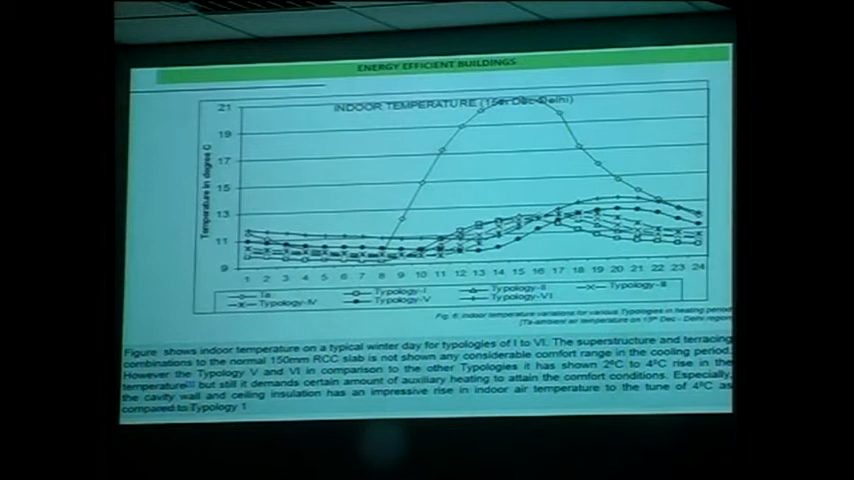 ENERGY EFFICIENT BUILDINGS
INDOOR TEMPERATURE (15th Dec-Delhi)
21
19
17
15
13
11
9
Temperature in degree C
1 2 3 4 5 6 7 8 9 10 11 12 13 14 15 16 17 18 19 20 21 22 23 24
Ta Typology-I Typology-II Typology-III
Typology-IV Typology-V Typology-VI
Fig. 6: Indoor temperature variations for various Typologies in heating period
(Ta-ambient air temperature on 15th Dec - Delhi region
Figure shows indoor temperature on a typical winter day for typologies of I to VI. The superstructure and terracing
combinations to the normal 150mm RCC slab is not shown any considerable comfort range in the cooling period.
However the Typology V and VI in comparison to the other Typologies it has shown 2⁰C to 4⁰C rise in the
temperature but still it demands certain amount of auxiliary heating to attain the comfort conditions. Especially,
the cavity wall and ceiling insulation has an impressive rise in indoor air temperature to the tune of 4⁰C as
compared to Typology 1